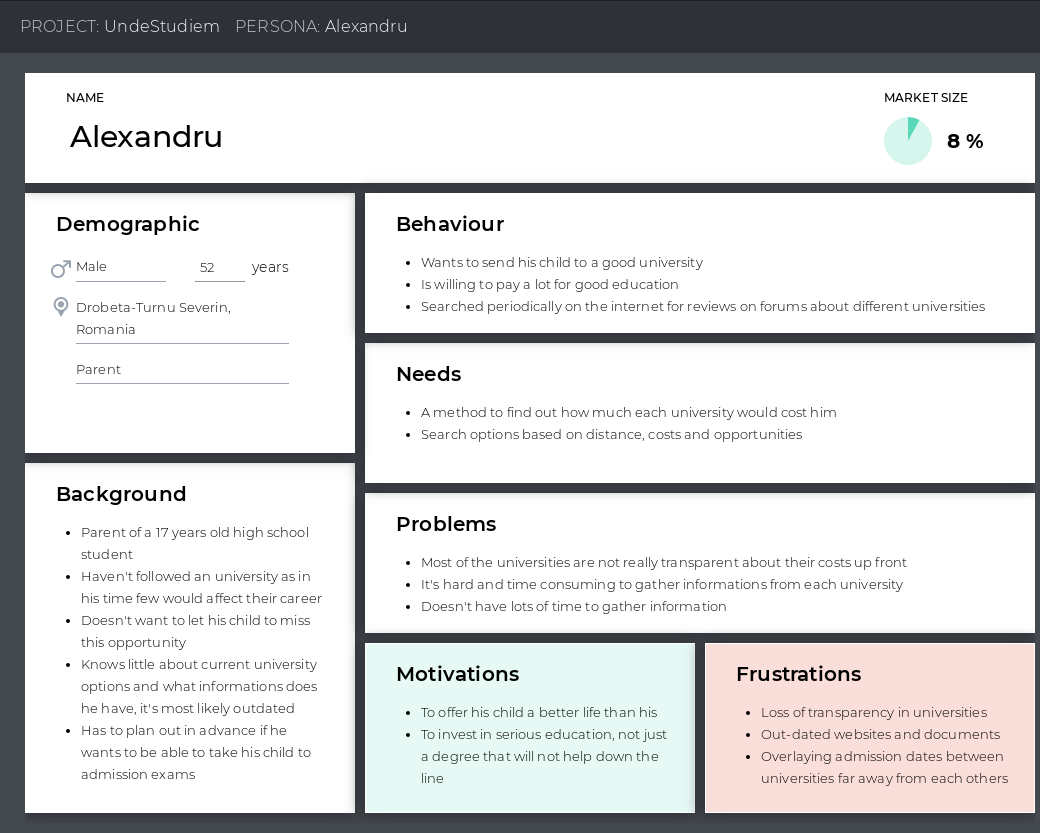 PROJECT: UndeStudiem PERSONA: Alexandru
NAME
Alexandru
MARKET SIZE
8 %
Demographic
Male 52 years
Drobeta-Turnu Severin,
Romania
Parent
Background
Parent of a 17 years old high school
student
Haven't followed an university as in
his time few would affect their career
Doesn't want to let his child to miss
this opportunity
Knows little about current university
options and what informations does
he have, it's most likely outdated
Has to plan out in advance if he
wants to be able to take his child to
admission exams
Behaviour
Wants to send his child to a good university
Is willing to pay a lot for good education
Searched periodically on the internet for reviews on forums about different universities
Needs
A method to find out how much each university would cost him
Search options based on distance, costs and opportunities
Problems
Most of the universities are not really transparent about their costs up front
It's hard and time consuming to gather informations from each university
Doesn't have lots of time to gather information
Motivations
To offer his child a better life than his
To invest in serious education, not just
a degree that will not help down the
line
Frustrations
Loss of transparency in universities
Out-dated websites and documents
Overlaying admission dates between
universities far away from each others